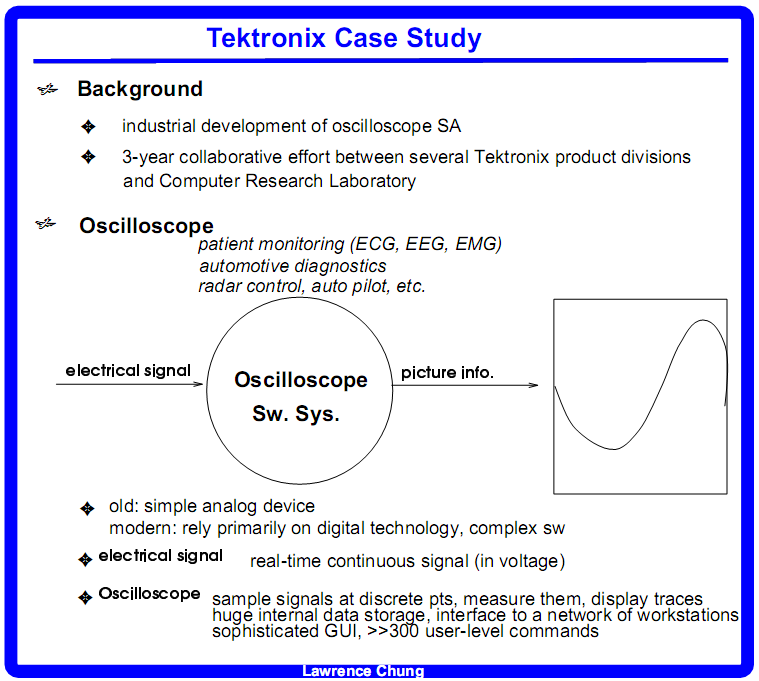 Tektronix Case Study
Background
industrial development of oscilloscope SA
3-year collaborative effort between several Tektronix product divisions
and Computer Research Laboratory
Oscilloscope
patient monitoring (ECG, EEG, EMG)
automotive diagnostics
radar control, auto pilot, etc.
electrical signal
Oscilloscope
Sw. Sys.
picture info.
old: simple analog device
modern: rely primarily on digital technology, complex sw
electrical signal real-time continuous signal (in voltage)
Oscilloscope sample signals at discrete pts, measure them, display traces
huge internal data storage, interface to a network of workstations
sophisticated GUI, >>300 user-level commands
Lawrence Chung